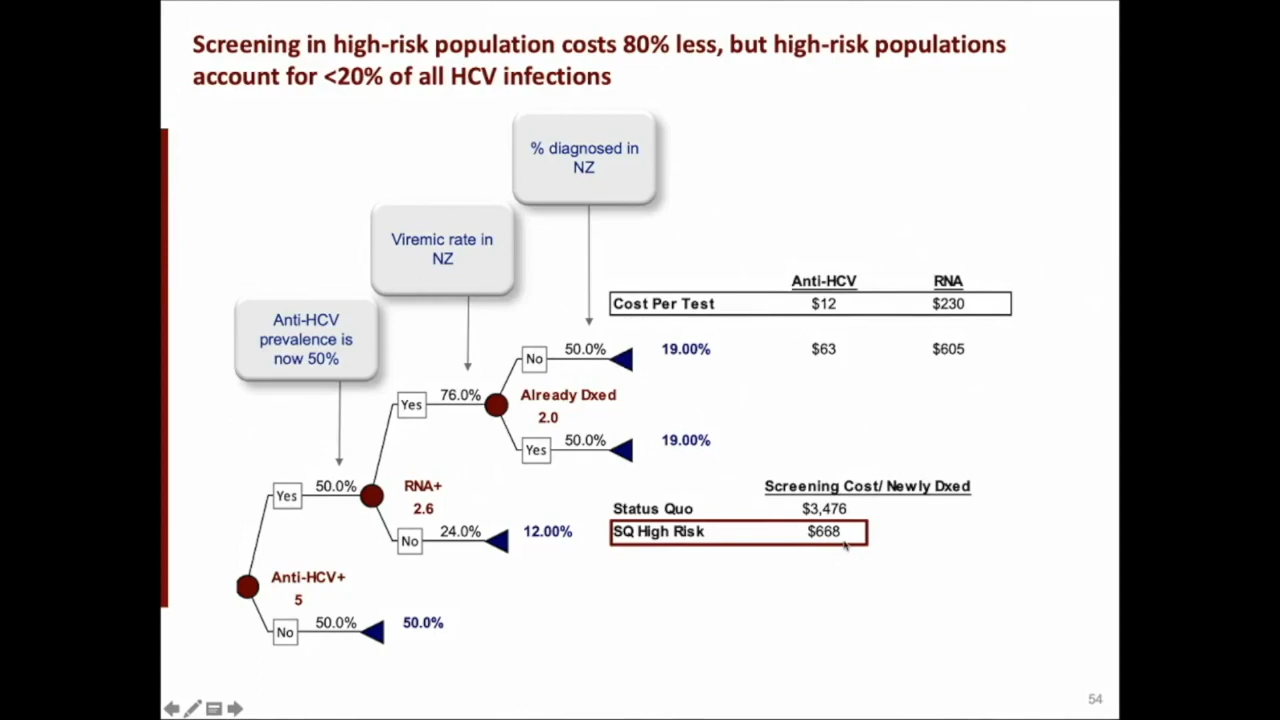 Screening in high-risk population costs 80% less, but high-risk populations
account for <20% of all HCV infections
% diagnosed in
NZ
Viremic rate in
NZ
Anti-HCV
prevalence is
now 50%
Anti-HCV RNA
Cost Per Test $12 $230
No 50.0% 19.00% $63 $605
Yes 76.0% Already Dxed
2.0
Yes 50.0% 19.00%
Yes 50.0% RNA+
2.6
Screening Cost/ Newly Dxed
Status Quo $3,476
No 24.0% 12.00% SQ High Risk $668
Anti-HCV+
5
No 50.0% 50.0%
54